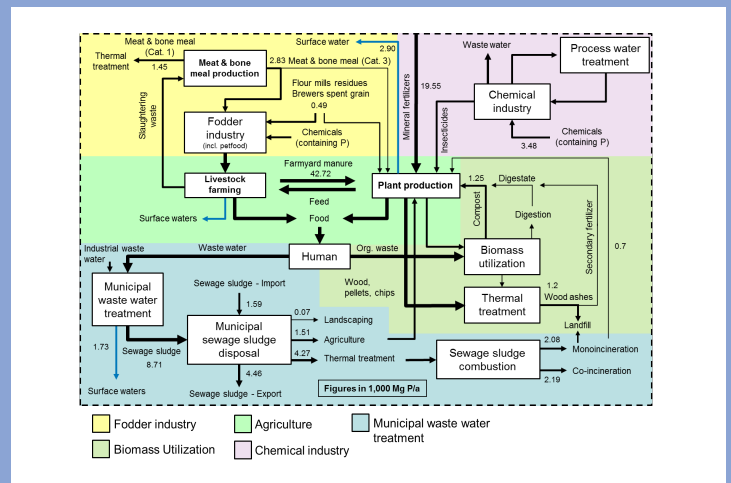 Meat & bone meal
(Cat. 1)
Thermal
treatment
1.45
Meat & bone
meal production
2.83 Meat & bone meal (Cat. 3)
Surface water
2.90
Mineral fertilizers
19.55
Waste water
Process water
treatment
Chemical
industry
Insecticides
Chemicals
(containing P)
3.48
Slaughtering
waste
Flour mills residues
Brewers spent grain
0.49
Fodder
industry
(incl. petfood)
Chemicals
(containing P)
Farmyard manure
42.72
Livestock
farming
Plant production
Feed
Food
Surface waters
1.25
Digestate
Compost
Digestion
Secondary fertilizer
0.7
Industrial waste
water
Waste water
Human
Org. waste
Biomass
utilization
Wood,
pellets, chips
Thermal
treatment
1.2
Wood ashes
Landfill
Municipal
waste water
treatment
Sewage sludge - Import
1.59
Municipal
sewage sludge
disposal
0.07
Landscaping
1.51
Agriculture
4.27
Thermal treatment
4.46
Sewage sludge - Export
1.73
Sewage sludge
8.71
Surface waters
Sewage sludge
combustion
2.08
Monoincineration
2.19
Co-incineration
Figures in 1,000 Mg P/a
Fodder industry
Agriculture
Municipal waste water
treatment
Biomass Utilization
Chemical industry